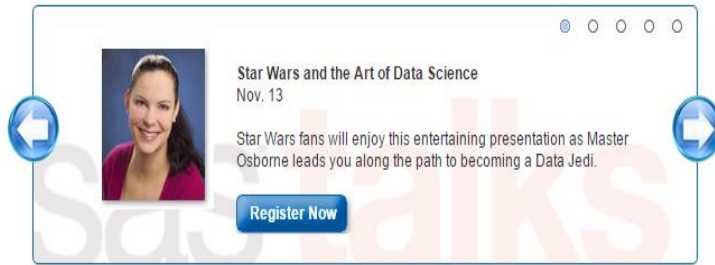 Star Wars and the Art of Data Science
Nov. 13
Star Wars fans will enjoy this entertaining presentation as Master
Osborne leads you along the path to becoming a Data Jedi.
Register Now
sas talks